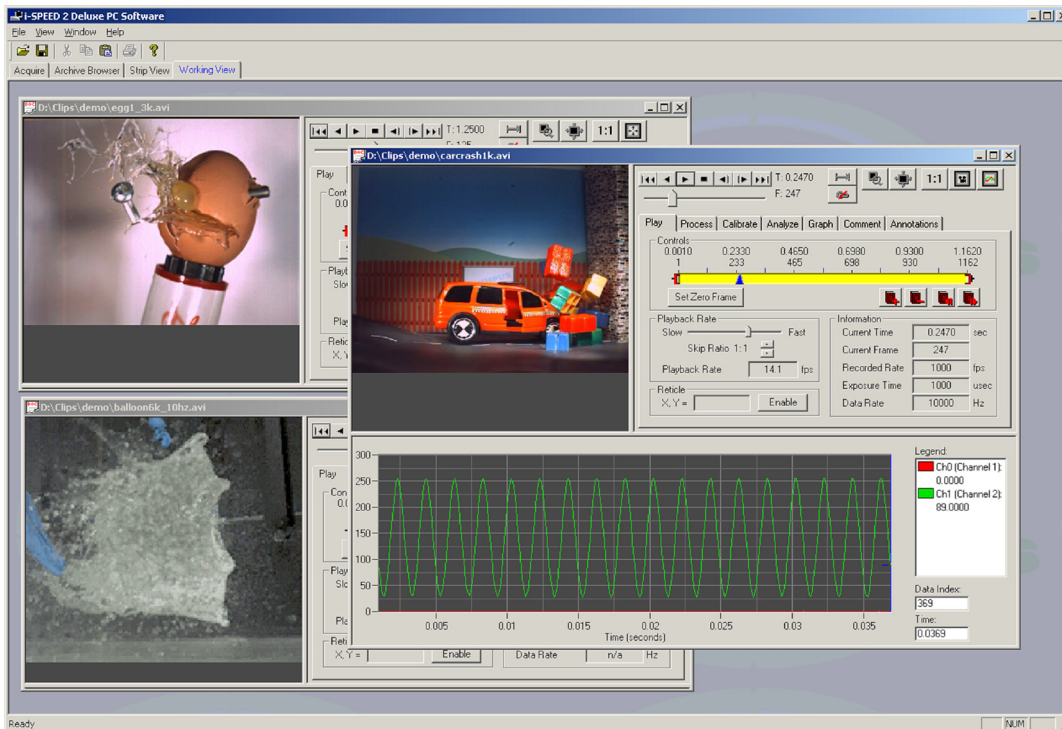 i-SPEED 2 Deluxe PC Software
File View Window Help
Acquire Archive Browser Strip View Working View
D:\Clips\demo\egg1_3k.avi
T: 1.2500
Play
D:\Clips\demo\carcrash1k.avi
T: 0.2470
F: 247
1:1
Play Process Calibrate Analyze Graph Comment Annotations
Controls
0.0010 0.2330 0.4650 0.6980 0.9300 1.1620
1 233 465 698 930 1162
Set Zero Frame
Playback Rate
Slow Fast
Skip Ratio 1:1
Playback Rate 14.1 fps
Reticle
X, Y = Enable
Information
Current Time 0.2470 sec
Current Frame 247
Recorded Rate 1000 fps
Exposure Time 1000 usec
Data Rate 10000 Hz
300
250
200
150
100
50
0
0.005 0.01 0.015 0.02 0.025 0.03 0.035
Time (seconds)
Legend:
Ch0 (Channel 1):
0.0000
Ch1 (Channel 2):
89.0000
Data Index:
369
Time:
0.0369
D:\Clips\demo\balloon6k_10hz.avi
Play
X, Y = Enable
Data Rate n/a Hz
Ready
NUM